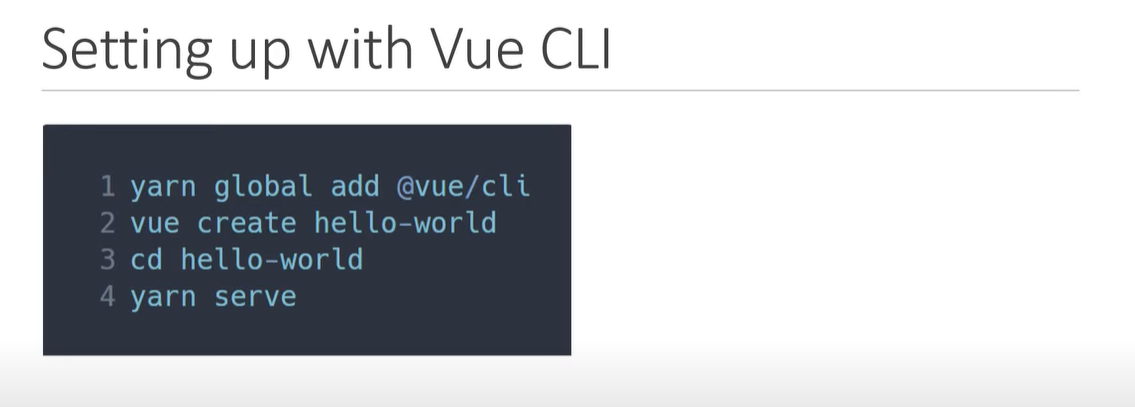 Setting up with Vue CLI
1 yarn global add @vue/cli
2 vue create hello-world
3 cd hello-world
4 yarn serve